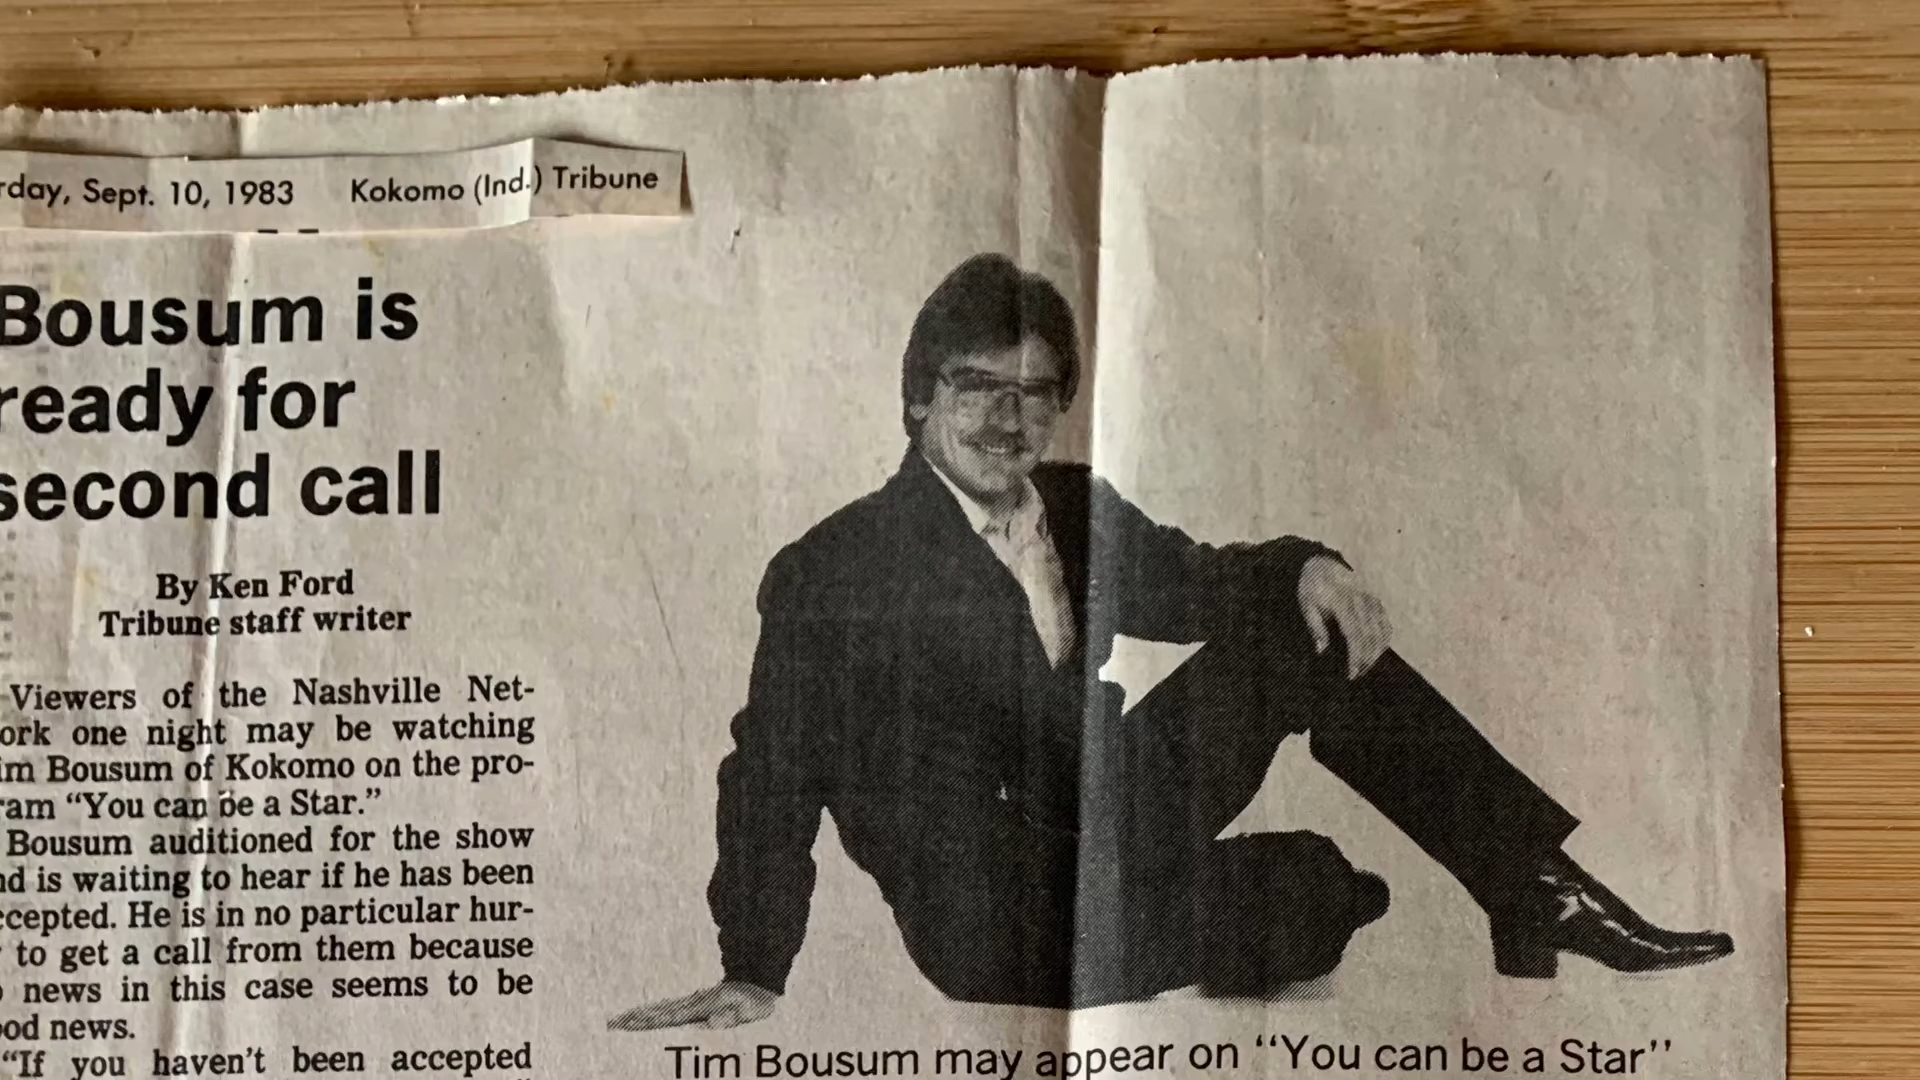 rday, Sept. 10, 1983 Kokomo (Ind.) Tribune
Bousum is
ready for
second call
By Ken Ford
Tribune staff writer
Viewers of the Nashville Net-
ork one night may be watching
im Bousum of Kokomo on the pro-
ram “You can be a Star.”
Bousum auditioned for the show
nd is waiting to hear if he has been
ccepted. He is in no particular hur-
to get a call from them because
news in this case seems to be
ood news.
“If you haven't been accepted
Tim Bousum may appear on “You can be a Star”